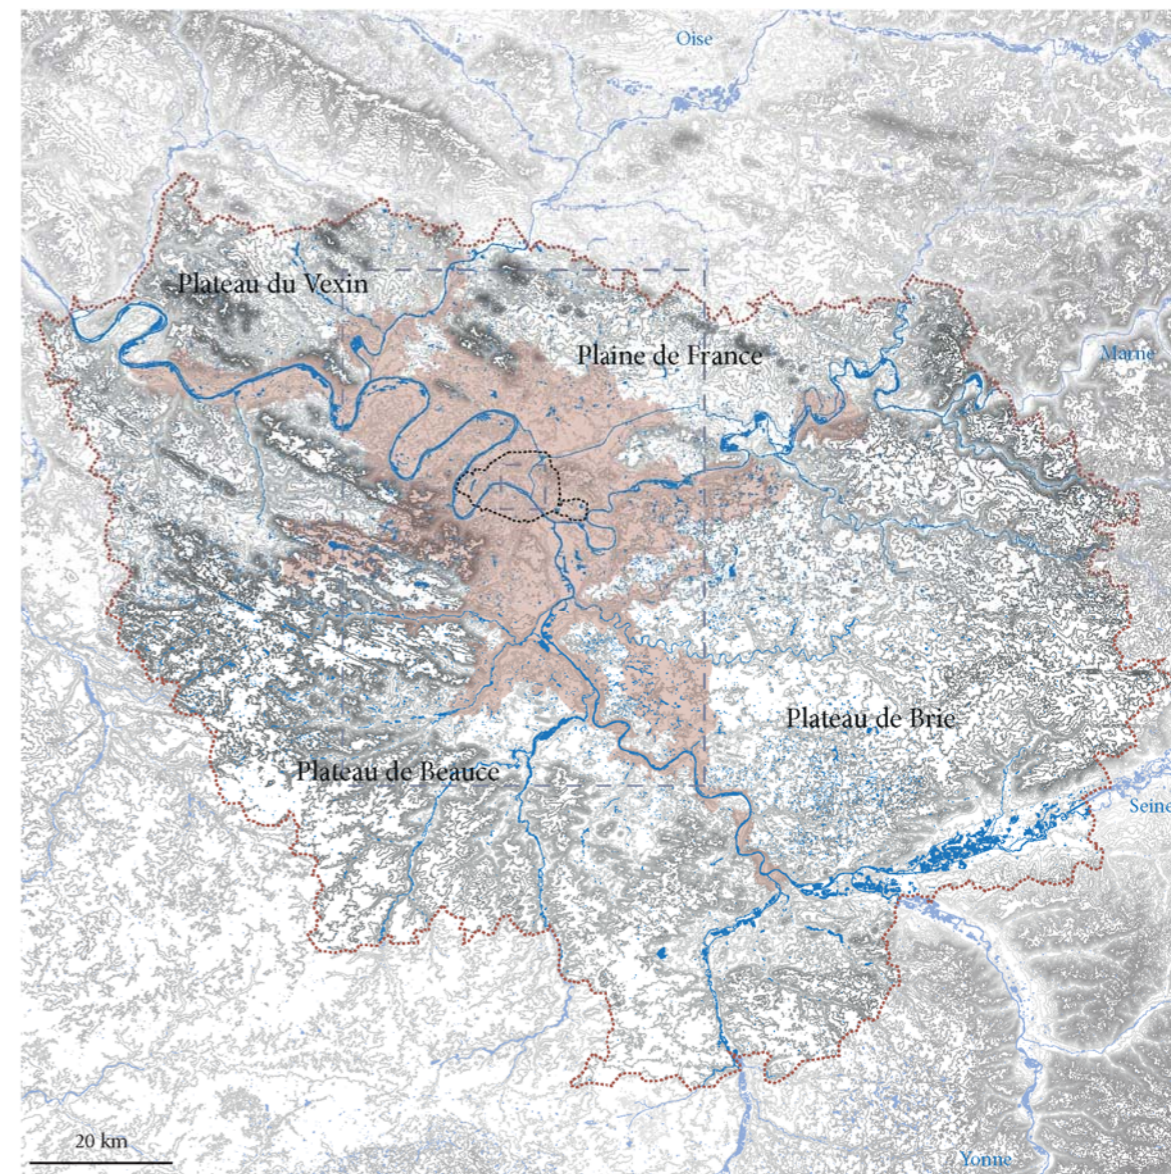 Oise
Plateau du Vexin
Plaine de France
Marne
Plateau de Brie
Plateau de Beauce
Seine
20 km
Yonne